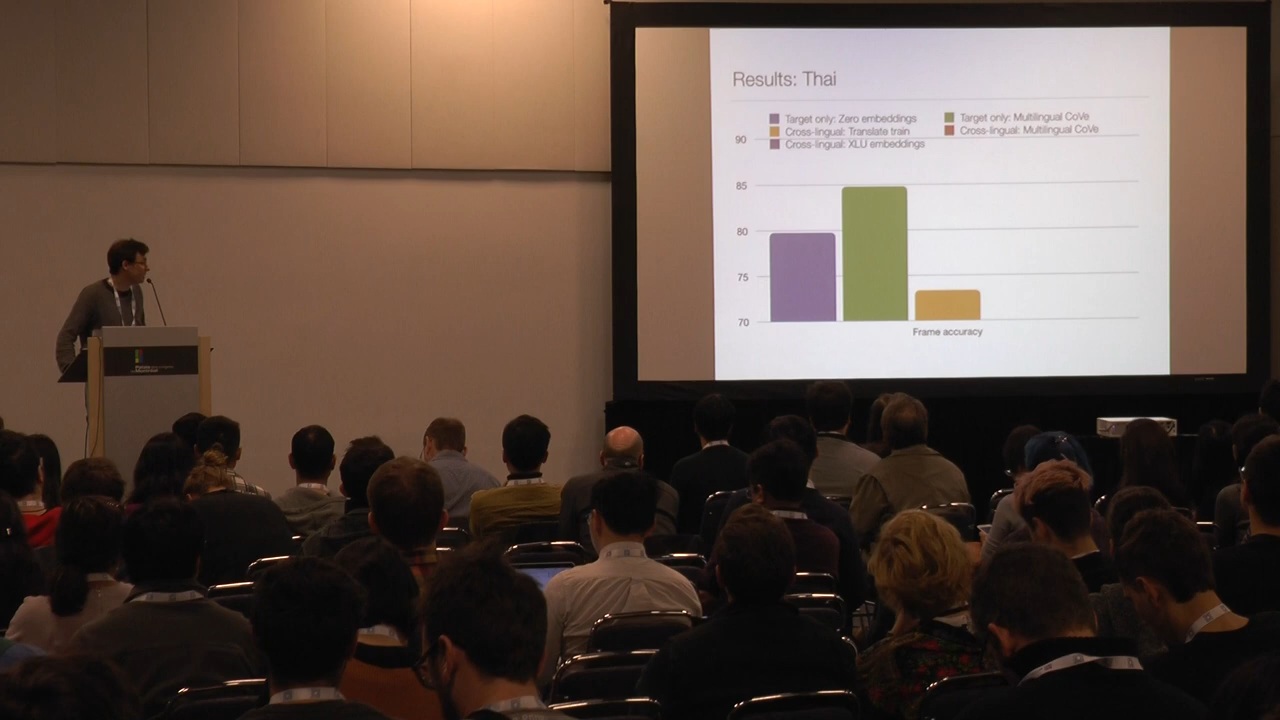 Results: Thai
Target only: Zero embeddings
Target only: Multilingual CoVe
Cross-lingual: Translate train
Cross-lingual: Multilingual CoVe
Cross-lingual: XLU embeddings
90
85
80
75
70
Frame accuracy